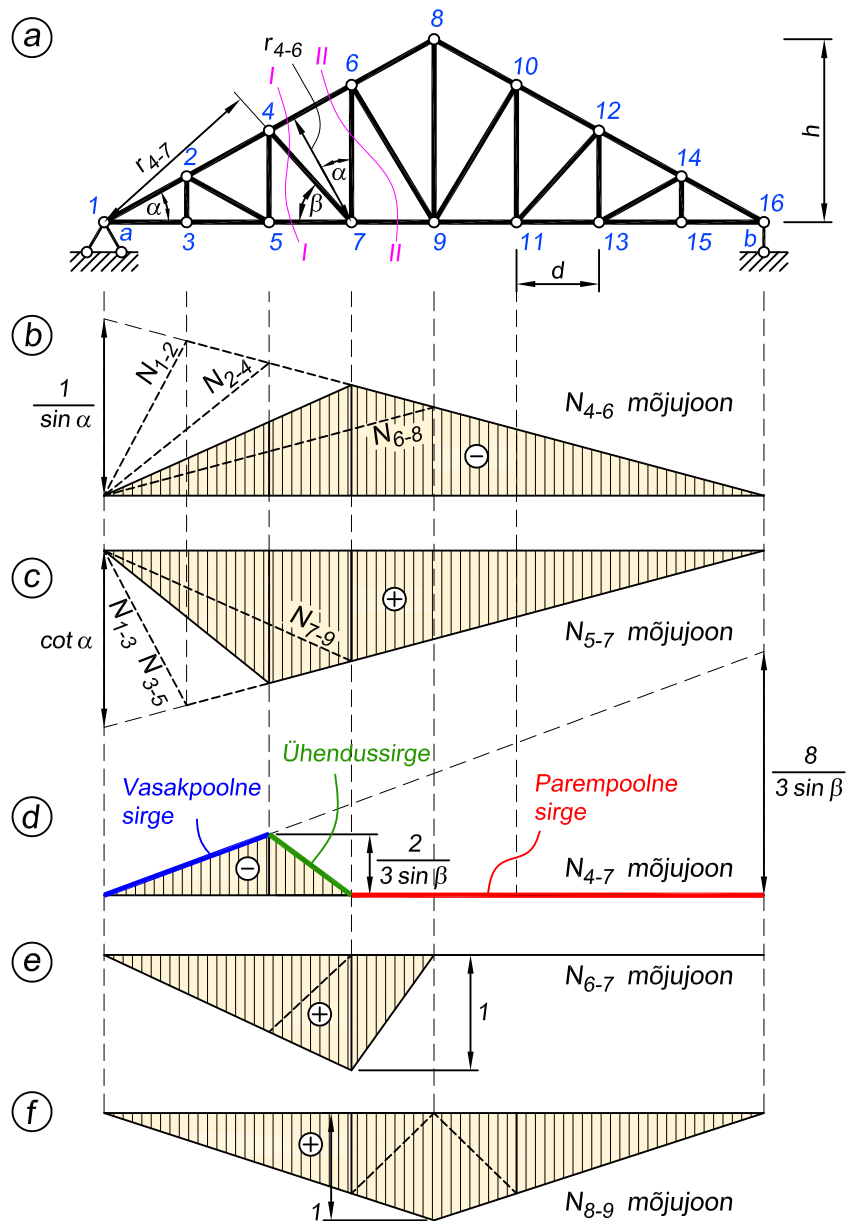 a
8
r4-6
I
II
6
10
4
12
h
r4-7
2
14
1
α
α
β
16
a
3
5
7
9
11
13
15
b
I
II
d
b
N1-2
N2-4
1
sin α
N4-6 mõjujoon
N6-8
−
c
+
cot α
N1-3
N3-5
N7-9
N5-7 mõjujoon
Ühendussirge
Vasakpoolne
sirge
Parempoolne
sirge
8
3 sin β
d
2
3 sin β
−
N4-7 mõjujoon
e
N6-7 mõjujoon
+
1
f
+
1
N8-9 mõjujoon